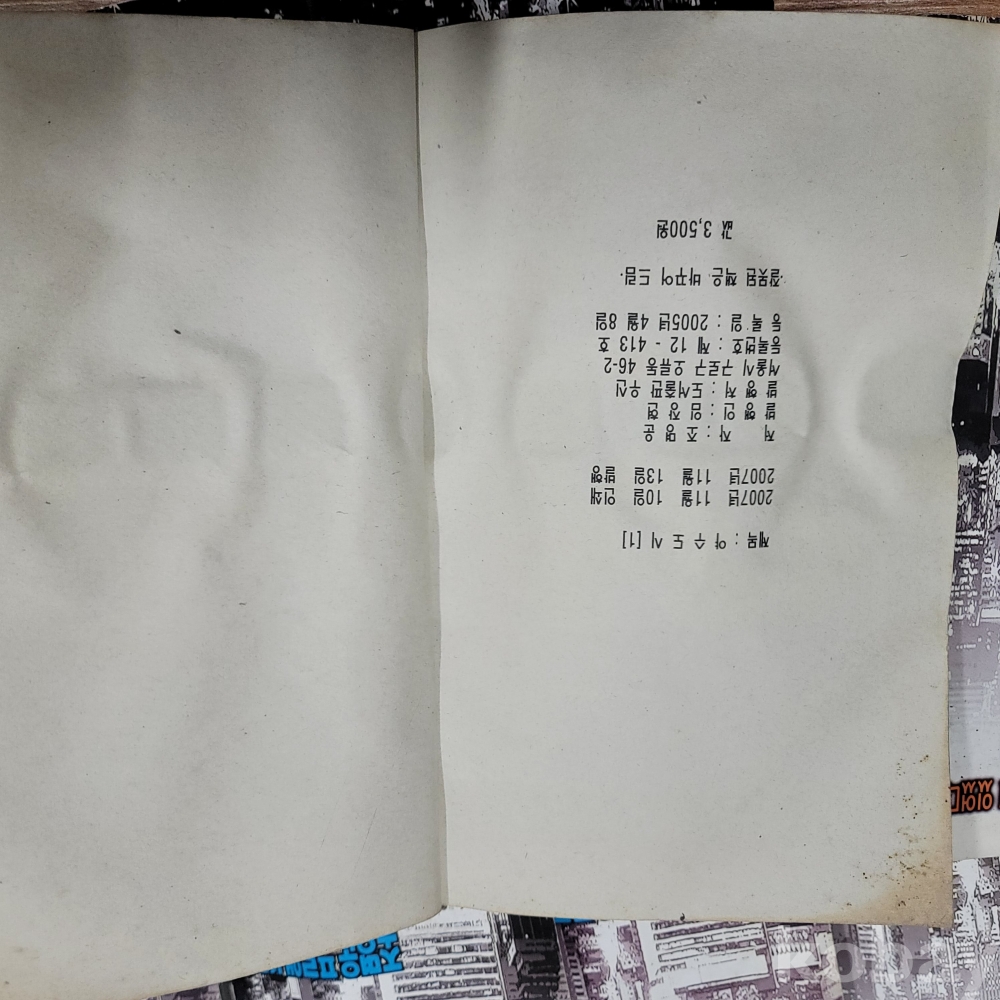 제목 : 야 수 도 시 [1]
2007년 11월 10일 인쇄
2007년 11월 13일 발행
저 자 : 조 명 운
발 행 인 : 임 장 현
발 행 처 : 도서출판 우신
서울시 구로구 오류동 46-2
등록번호 : 제 12 - 413 호
등 록 일 : 2005년 4월 8일
잘못된 책은 바꾸어 드림.
값 3,500원